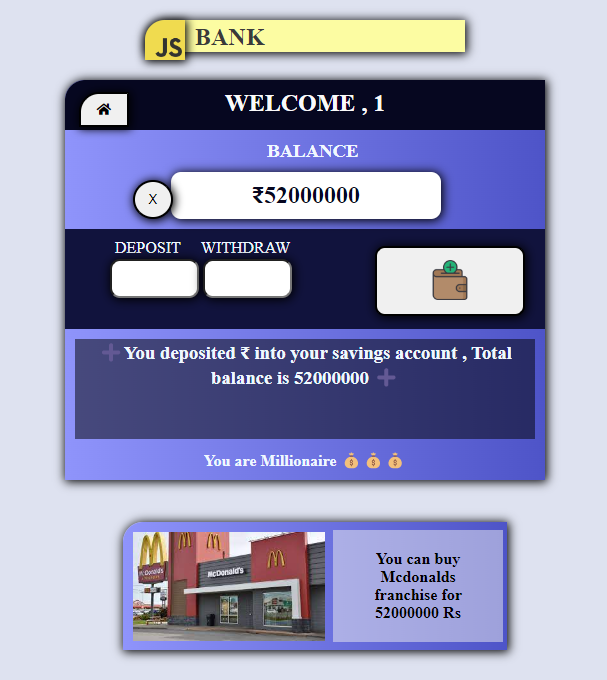 JS BANK
WELCOME , 1
BALANCE
X
₹52000000
DEPOSIT WITHDRAW
You deposited ₹ into your savings account , Total
balance is 52000000
You are Millionaire
McDonald's
McDonald's
You can buy
Mcdonalds
franchise for
52000000 Rs